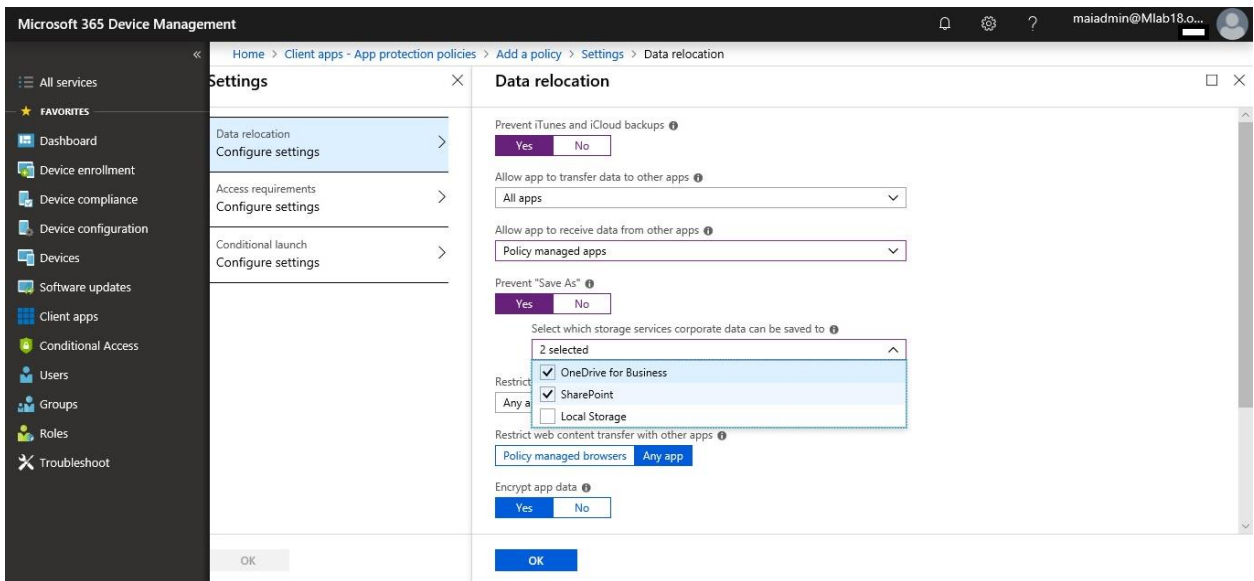 Microsoft 365 Device Management
maiadmin@Mlab18.o...
Home > Client apps - App protection policies > Add a policy > Settings > Data relocation
All services
FAVORITES
Dashboard
Device enrollment
Device compliance
Device configuration
Devices
Software updates
Client apps
Conditional Access
Users
Groups
Roles
Troubleshoot
Settings
Data relocation
Configure settings
Access requirements
Configure settings
Conditional launch
Configure settings
OK
Data relocation
Prevent iTunes and iCloud backups
Yes No
Allow app to transfer data to other apps
All apps
Allow app to receive data from other apps
Policy managed apps
Prevent "Save As"
Yes No
Select which storage services corporate data can be saved to
2 selected
OneDrive for Business
SharePoint
Local Storage
Restrict
Any a
Restrict web content transfer with other apps
Policy managed browsers Any app
Encrypt app data
Yes No
OK